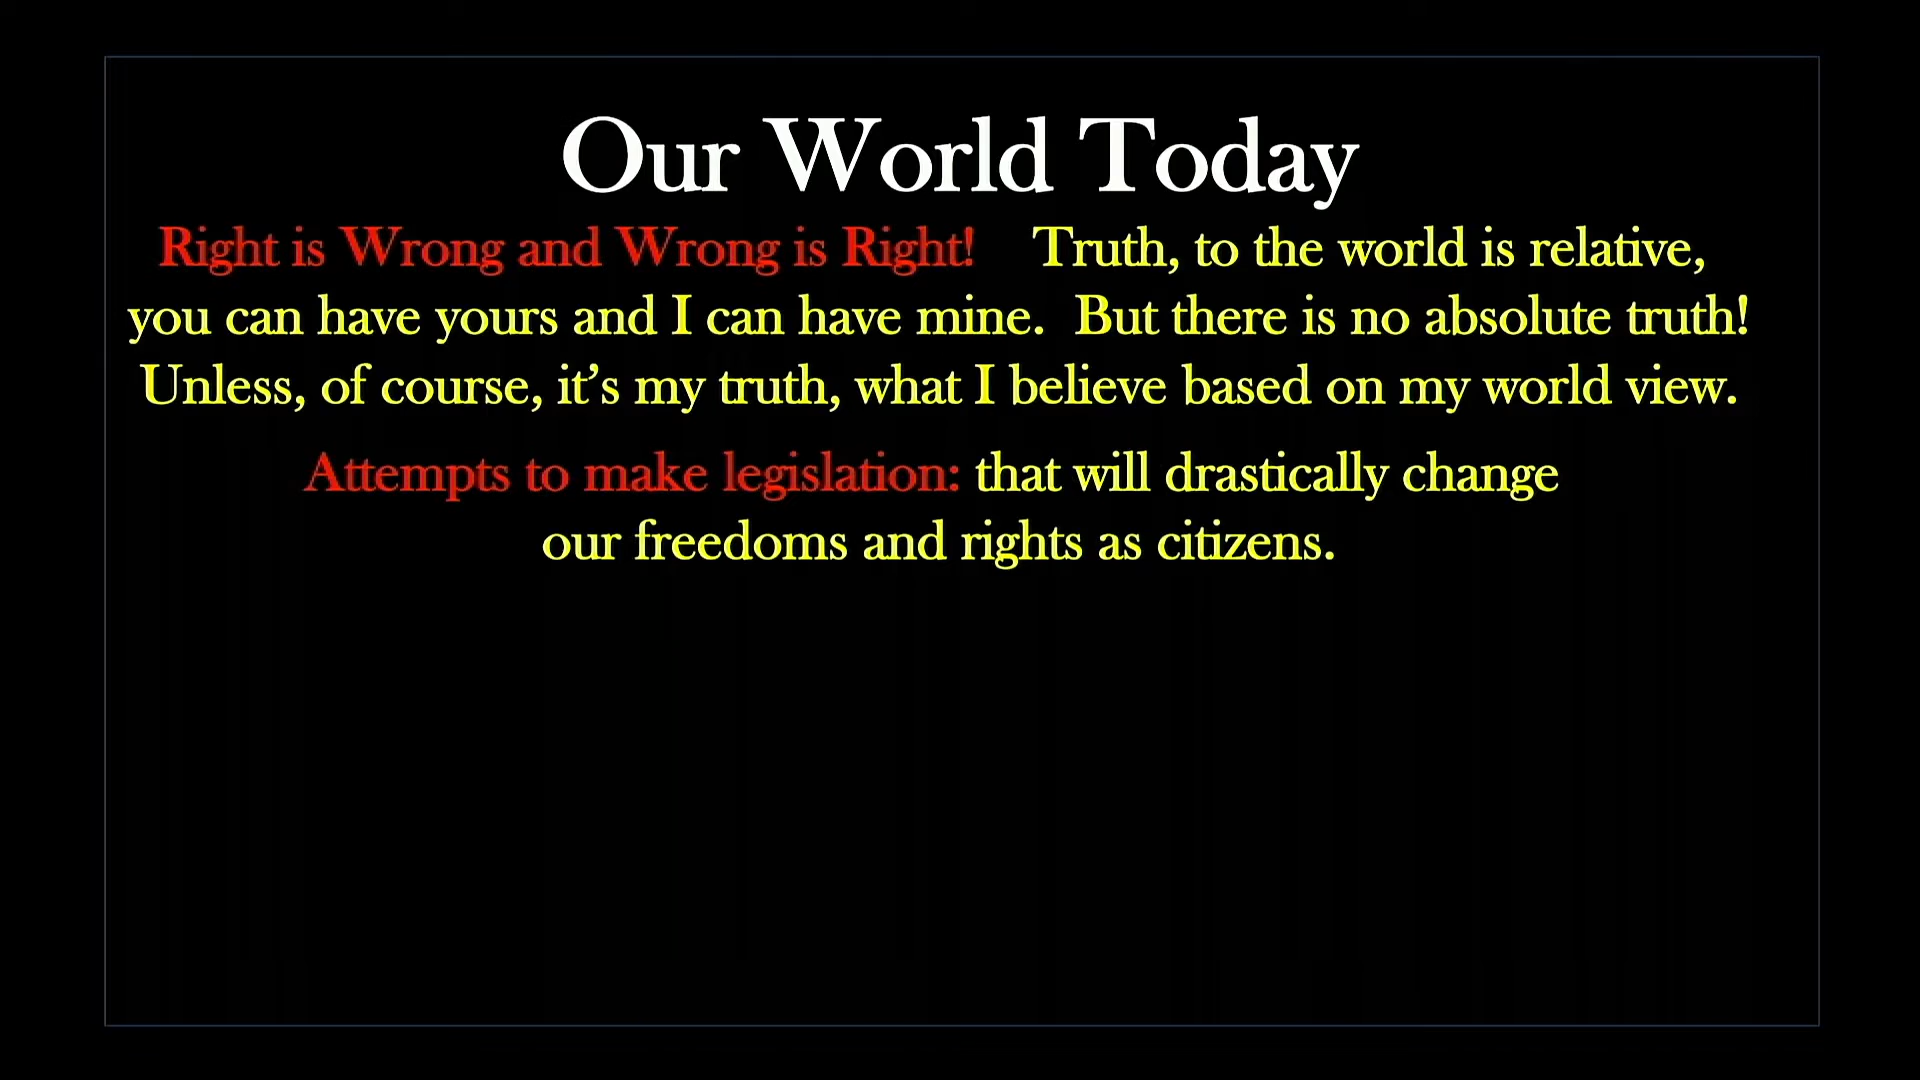 Our World Today
Right is Wrong and Wrong is Right! Truth, to the world is relative,
you can have yours and I can have mine. But there is no absolute truth!
Unless, of course, it’s my truth, what I believe based on my world view.
Attempts to make legislation: that will drastically change
our freedoms and rights as citizens.